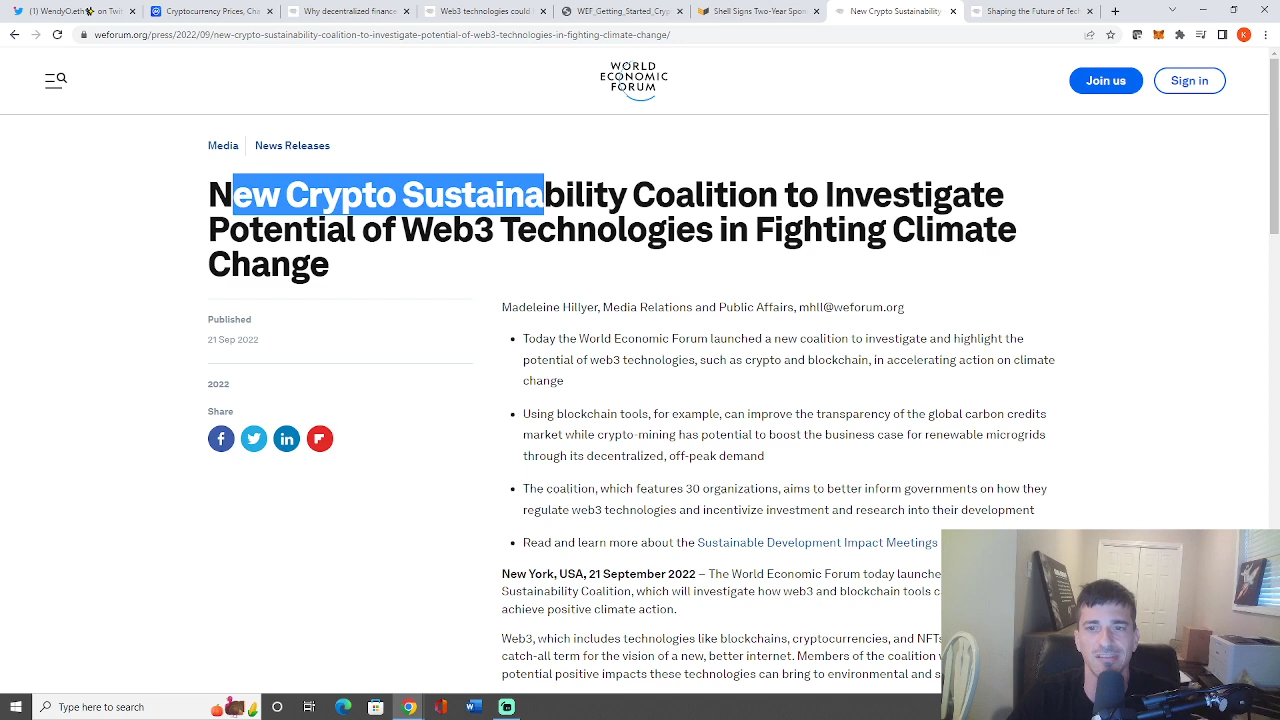 (1) WendyOeth on Twi
Cryptocurrency Prices, Cha
Why decentralized finance
Web3 technologies could
WEF_Getting_Started_Cryp
Shell Signs Two-Year Spon
New Crypto Sustainability
Shaping the Future of Tech
weforum.org/press/2022/09/new-crypto-sustainability-coalition-to-investigate-potential-of-web3-technologies-in-fighting-climate-change/
K
WORLD
ECONOMIC
FORUM
Join us
Sign in
Media
News Releases
New Crypto Sustainability Coalition to Investigate
Potential of Web3 Technologies in Fighting Climate
Change
Madeleine Hillyer, Media Relations and Public Affairs, mhll@weforum.org
Published
21 Sep 2022
• Today the World Economic Forum launched a new coalition to investigate and highlight the
potential of web3 technologies, such as crypto and blockchain, in accelerating action on climate
change
2022
Share
• Using blockchain tools, for example, can improve the transparency of the global carbon credits
market while crypto-mining has potential to boost the business case for renewable microgrids
through its decentralized, off-peak demand
• The coalition, which features 30 organizations, aims to better inform governments on how they
regulate web3 technologies and incentivize investment and research into their development
• Read and learn more about the Sustainable Development Impact Meetings
New York, USA, 21 September 2022 – The World Economic Forum today launche
Sustainability Coalition, which will investigate how web3 and blockchain tools c
achieve positive climate action.
Web3, which includes technologies like blockchains, cryptocurrencies, and NFTs
catch-all term for the vision of a new, better internet. Members of the coalition
potential positive impacts these technologies can bring to environmental and s
Type here to search